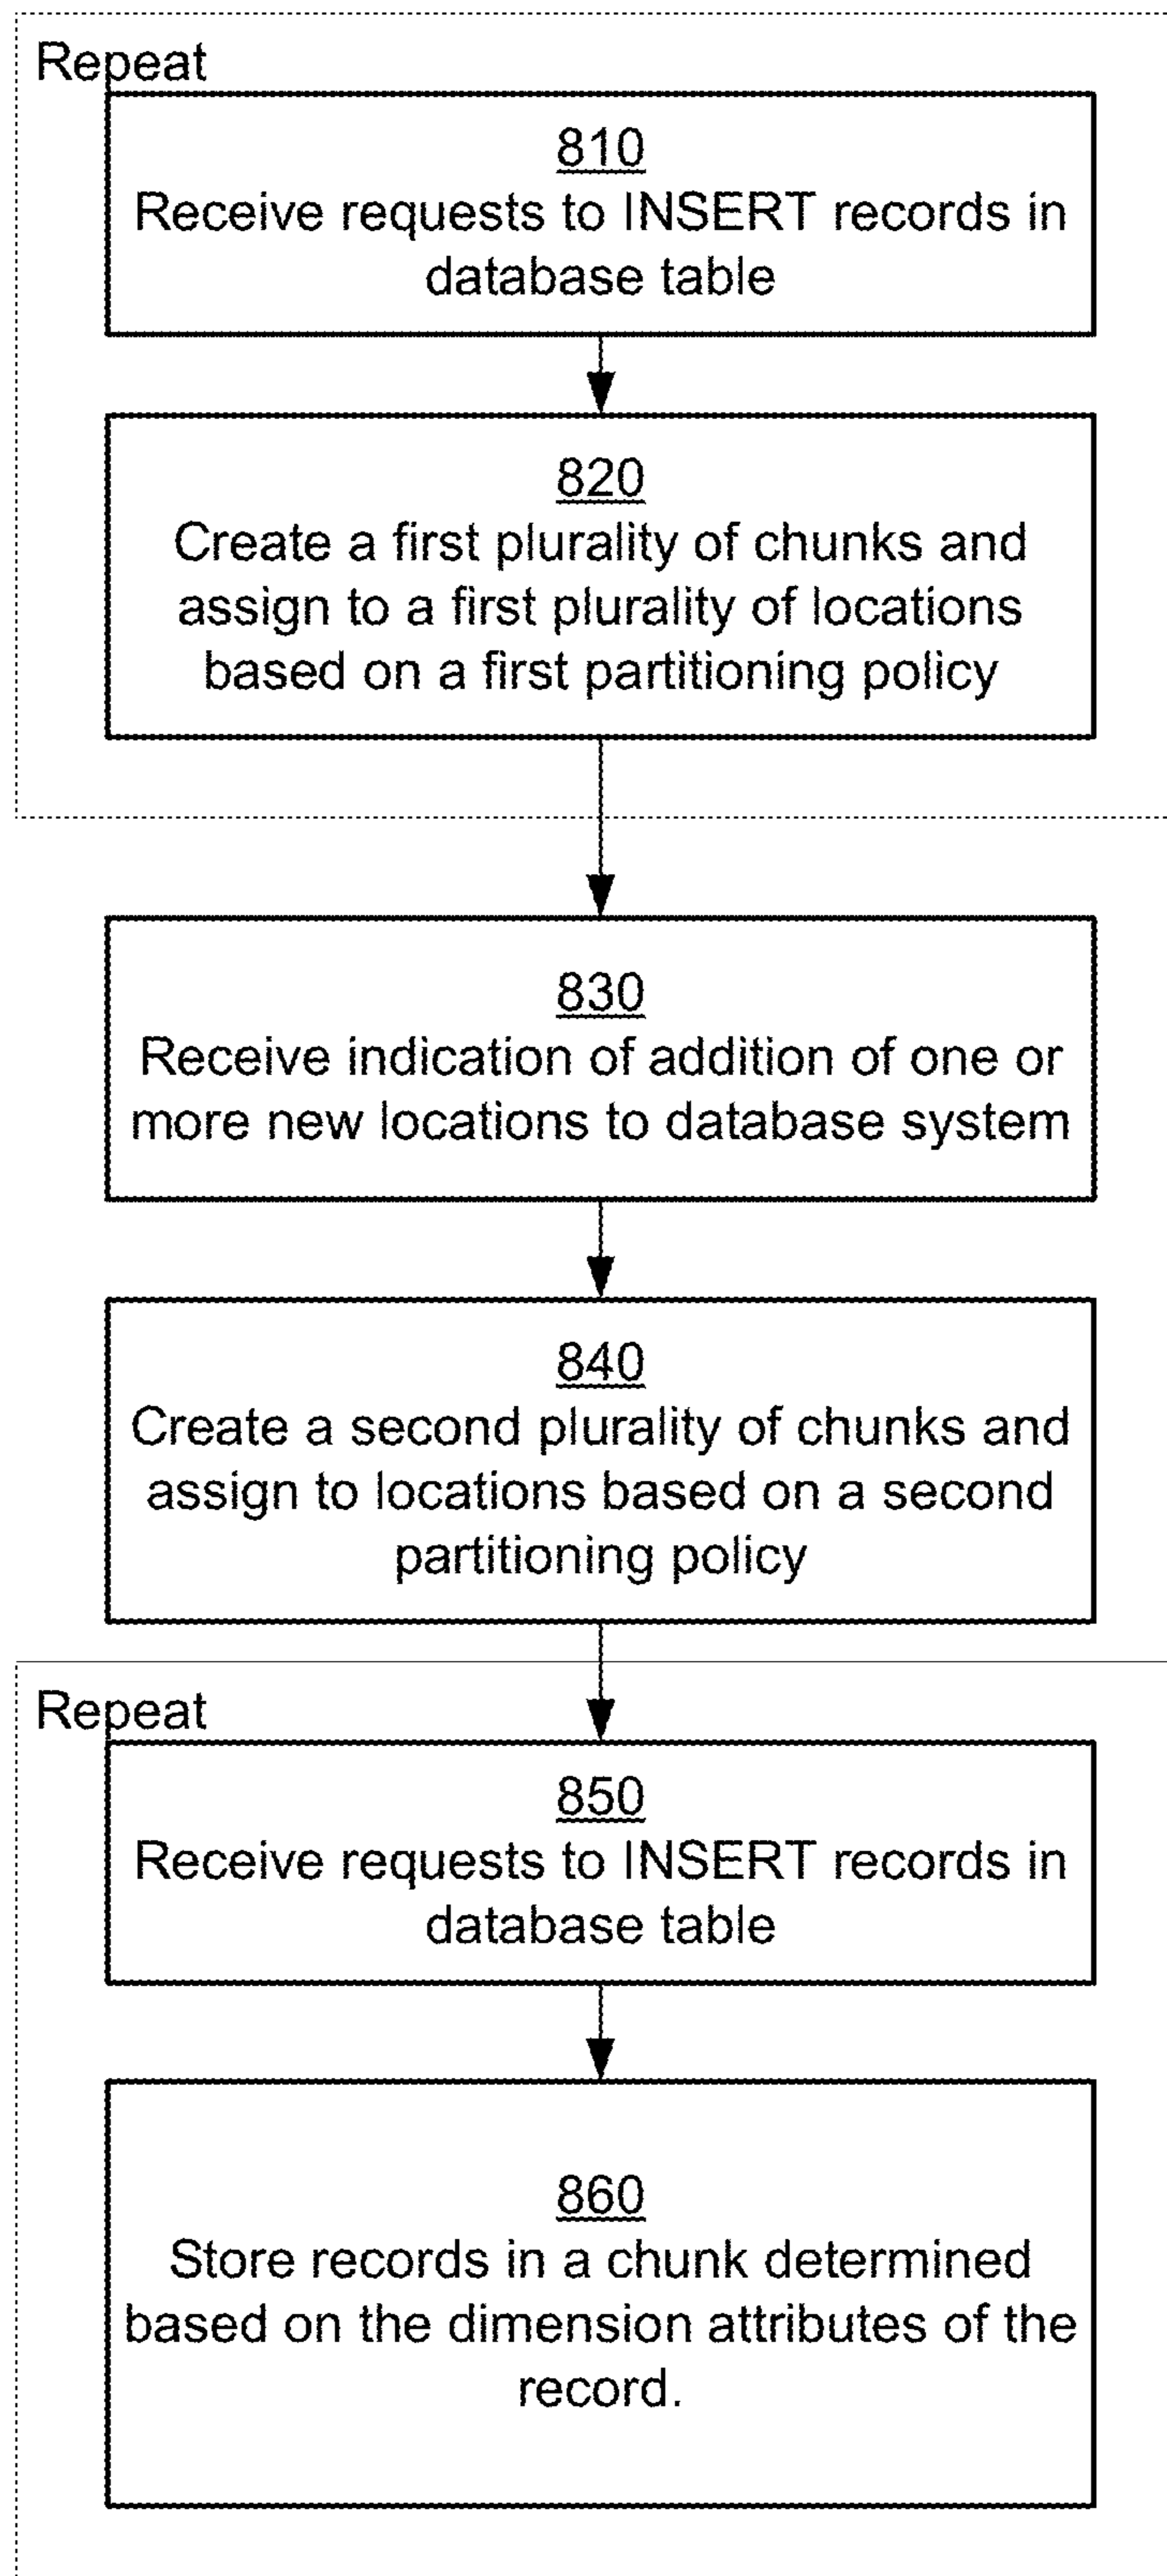 Repeat
810
Receive requests to INSERT records in
database table
820
Create a first plurality of chunks and
assign to a first plurality of locations
based on a first partitioning policy
830
Receive indication of addition of one or
more new locations to database system
840
Create a second plurality of chunks and
assign to locations based on a second
partitioning policy
Repeat
850
Receive requests to INSERT records in
database table
860
Store records in a chunk determined
based on the dimension attributes of the
record.